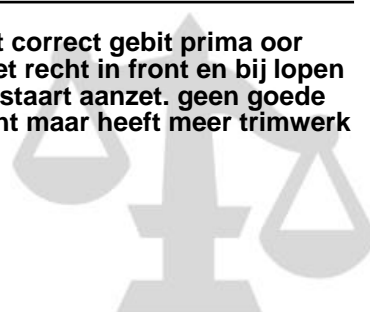 t correct gebit prima oor
et recht in front en bij lopen
staart aanzet. geen goede
nt maar heeft meer trimwerk